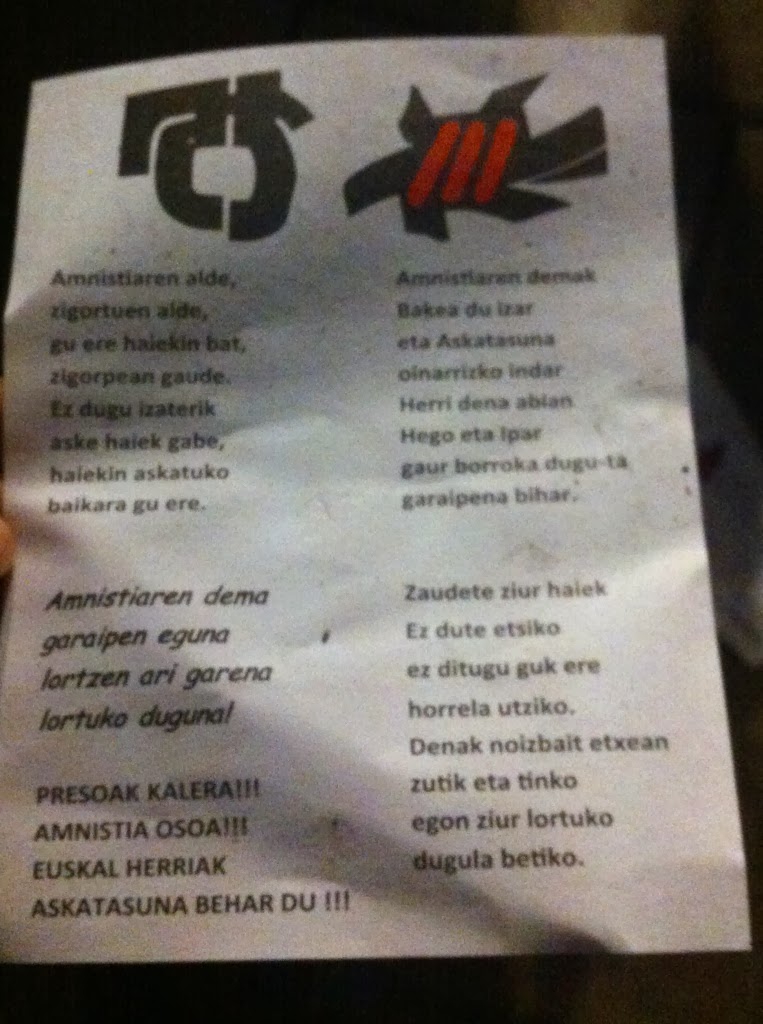 Amnistiaren alde,
zigortuen alde,
gu ere haiekin bat,
zigorpean gaude.
Ez dugu izaterik
aske haiek gabe,
haiekin askatuko
baikara gu ere.
Amnistiaren dema
garaipen eguna
lortzen ari garena
lortuko duguna!
PRESOAK KALERA!!!
AMNISTIA OSOA!!!
EUSKAL HERRIAK
ASKATASUNA BEHAR DU !!!
Amnistiaren demak
Bakea du izar
eta Askatasuna
oinarrizko indar
Herri dena abian
Hego eta Ipar
gaur borroka dugu-ta
garaipena bihar.
Zaudete ziur haiek
Ez dute etsiko
ez ditugu guk ere
horrela utziko.
Denak noizbait etxean
zutik eta tinko
egon ziur lortuko
dugula betiko.